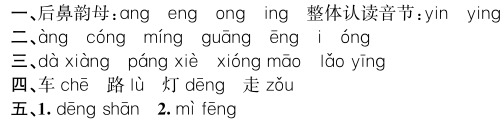 一、后鼻韵母:ang eng ong ing 整体认读音节:yin ying
二、àng cóng míng guāng ēng i óng
三、dà xiàng páng xiè xióng māo lǎo yīng
四、车 chē 路 lù 灯 dēng 走 zǒu
五、1. dēng shān 2. mì fēng